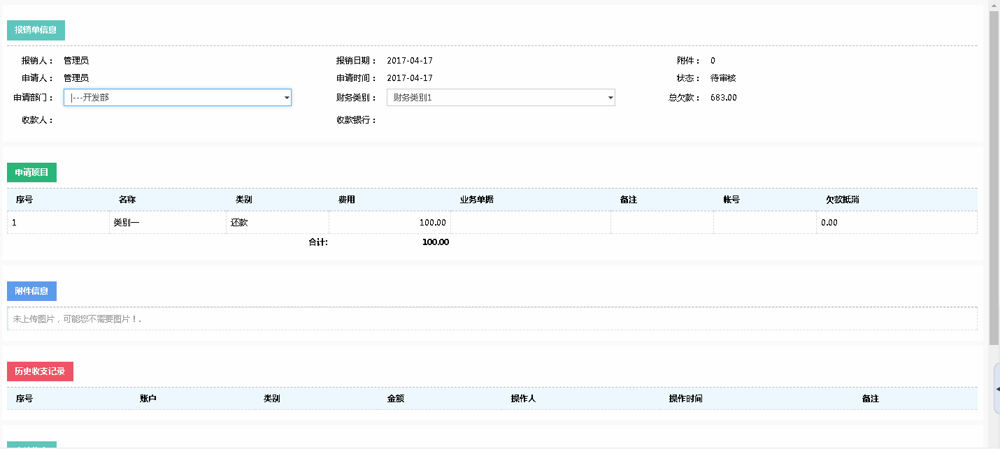 报销单信息
报销人： 管理员 报销日期： 2017-04-17 附件： 0
申请人： 管理员 申请时间： 2017-04-17 状态： 待审核
申请部门： |---开发部 财务类别： 财务类别1 总欠款： 683.00
收款人： 收款银行：
申请项目
序号 名称 类别 费用 业务单据 备注 帐号 欠款抵消
1 类别一 还款 100.00 0.00
合计: 100.00
附件信息
未上传图片，可能您不需要图片！.
历史收支记录
序号 账户 类别 金额 操作人 操作时间 备注